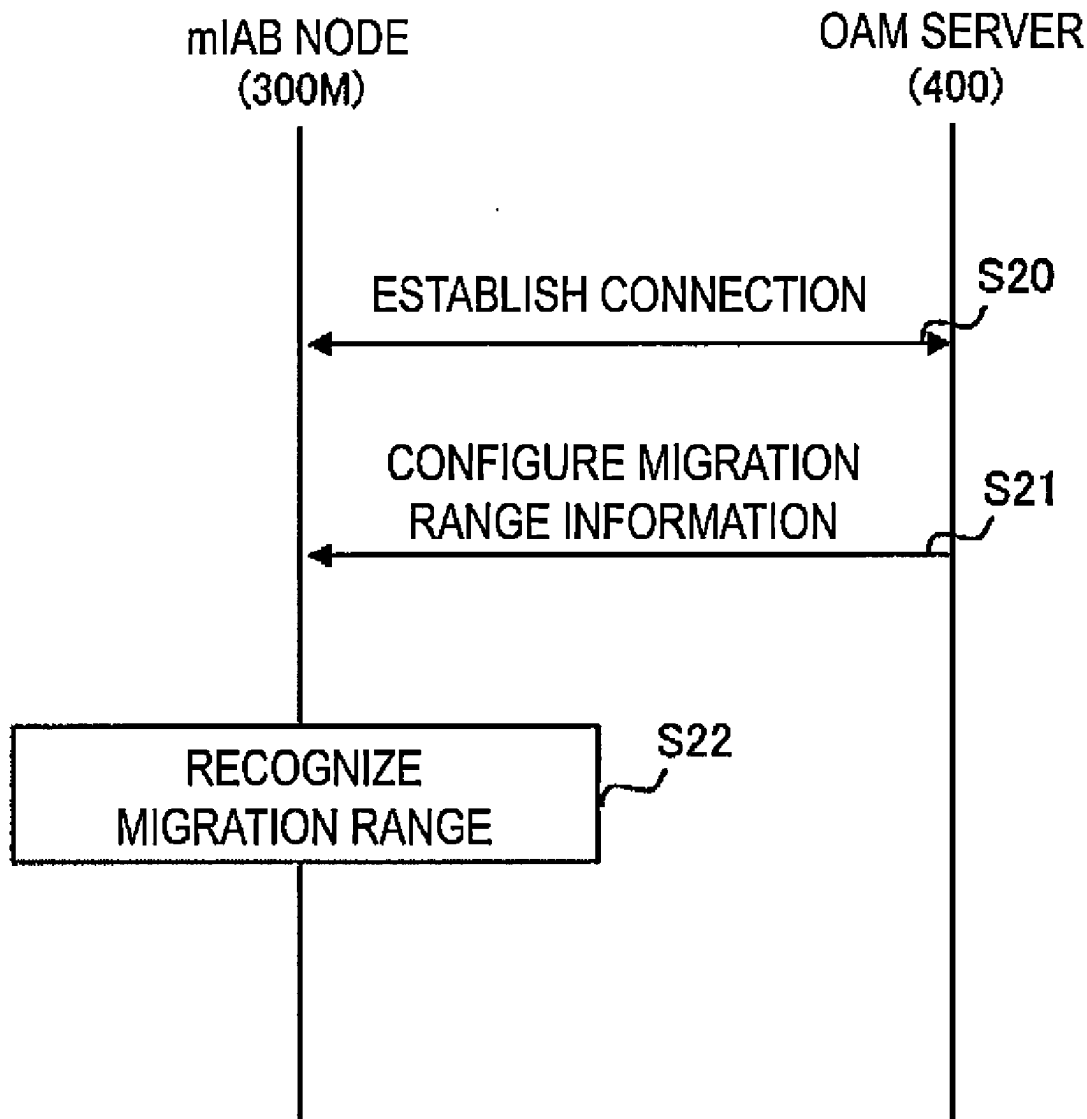 mIAB NODE
(300M)
OAM SERVER
(400)
ESTABLISH CONNECTION
S20
CONFIGURE MIGRATION
RANGE INFORMATION
S21
RECOGNIZE
MIGRATION RANGE
S22